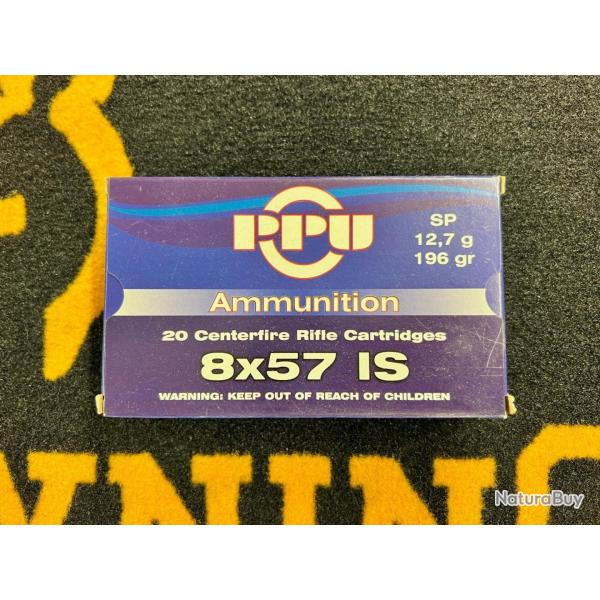 PPU
SP
12,7 g
196 gr
Ammunition
20 Centerfire Rifle Cartridges
8x57 IS
WARNING: KEEP OUT OF REACH OF CHILDREN
WNING
NaturaBuy